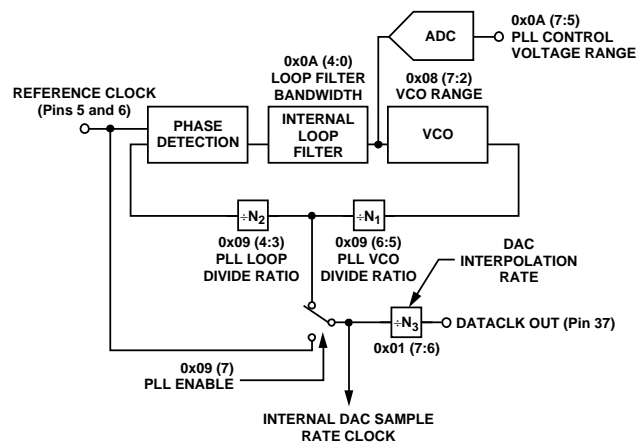 0x0A (7:5)
PLL CONTROL
VOLTAGE RANGE
ADC
0x0A (4:0)
LOOP FILTER
BANDWIDTH
0x08 (7:2)
VCO RANGE
REFERENCE CLOCK
(Pins 5 and 6)
PHASE
DETECTION
INTERNAL
LOOP
FILTER
VCO
÷N2
÷N1
0x09 (4:3)
PLL LOOP
DIVIDE RATIO
0x09 (6:5)
PLL VCO
DIVIDE RATIO
DAC
INTERPOLATION
RATE
÷N3
DATACLK OUT (Pin 37)
0x01 (7:6)
0x09 (7)
PLL ENABLE
INTERNAL DAC SAMPLE
RATE CLOCK